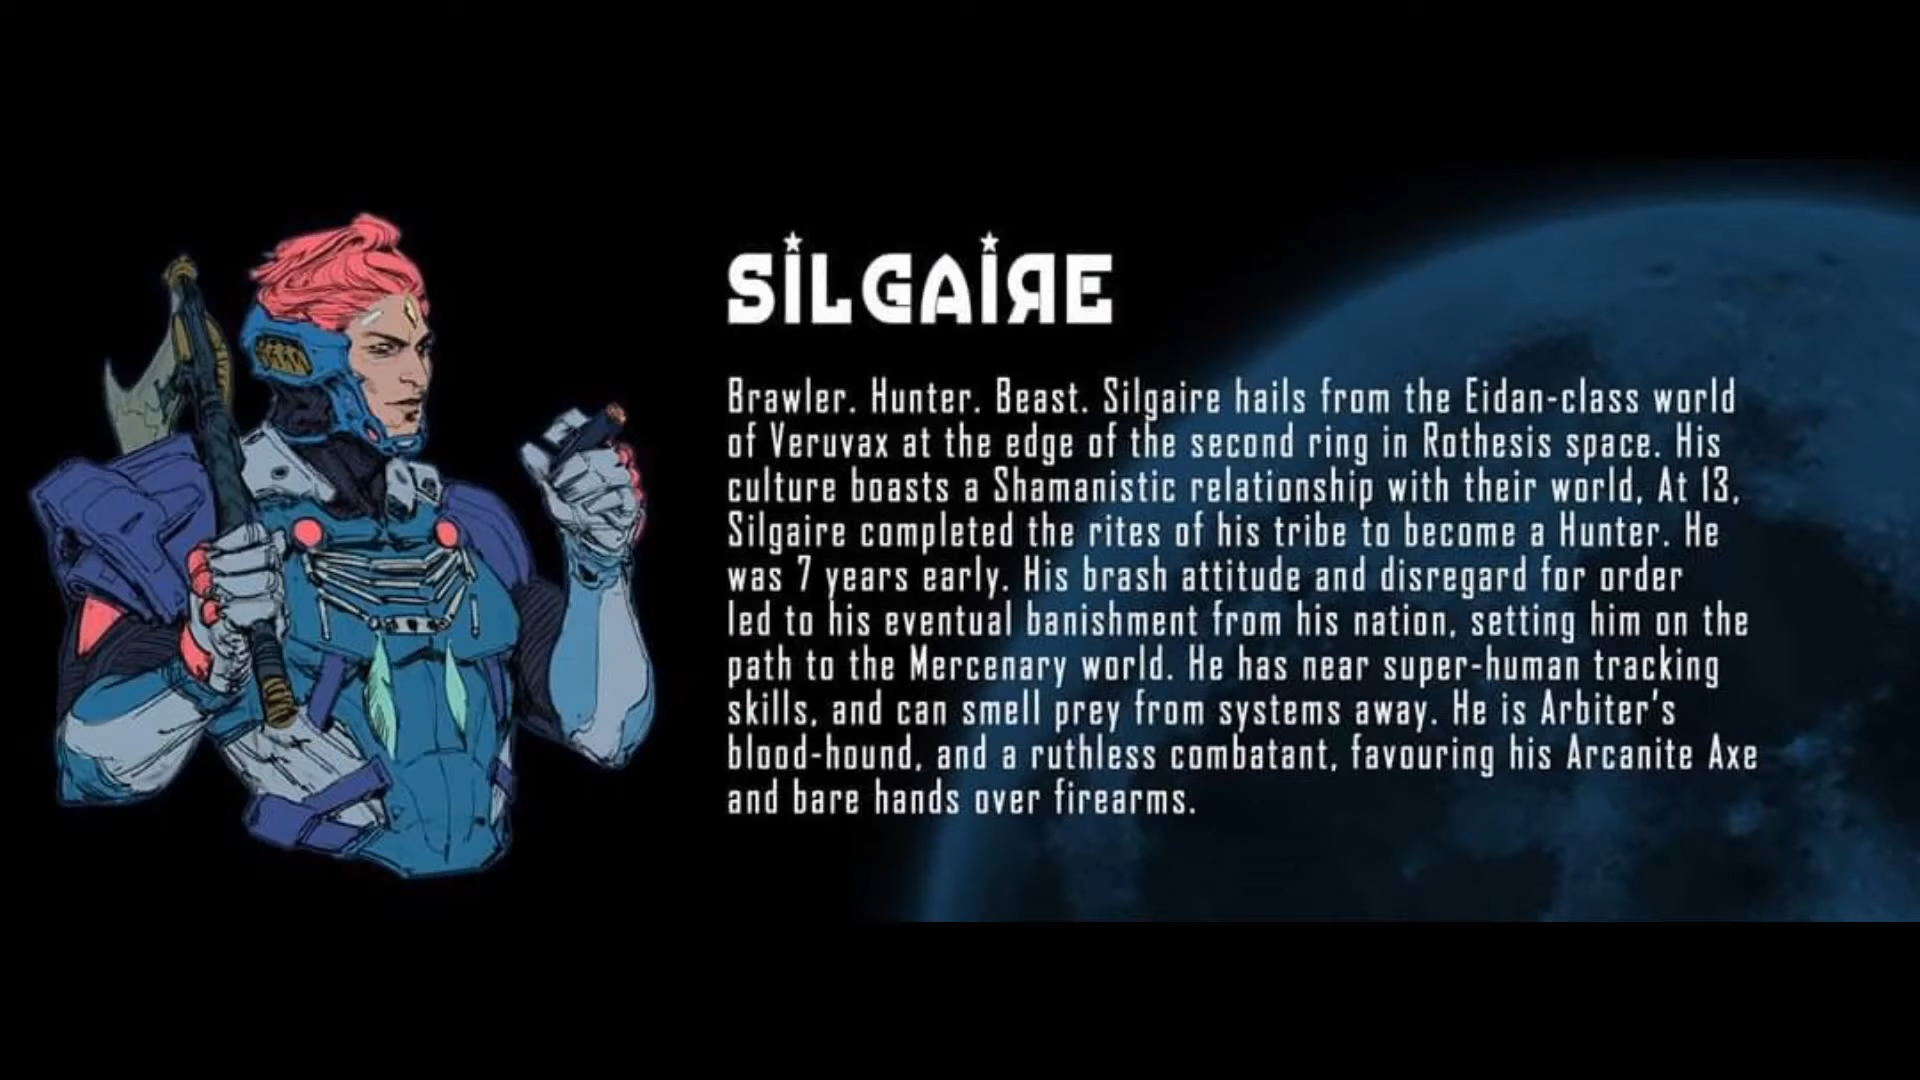 SILGAIRE
Brawler. Hunter. Beast. Silgaire hails from the Eidan-class world
of Veruvax at the edge of the second ring in Rothesis space. His
culture boasts a Shamanistic relationship with their world, At 13,
Silgaire completed the rites of his tribe to become a Hunter. He
was 7 years early. His brash attitude and disregard for order
led to his eventual banishment from his nation, setting him on the
path to the Mercenary world. He has near super-human tracking
skills, and can smell prey from systems away. He is Arbiter's
blood-hound, and a ruthless combatant, favouring his Arcanite Axe
and bare hands over firearms.